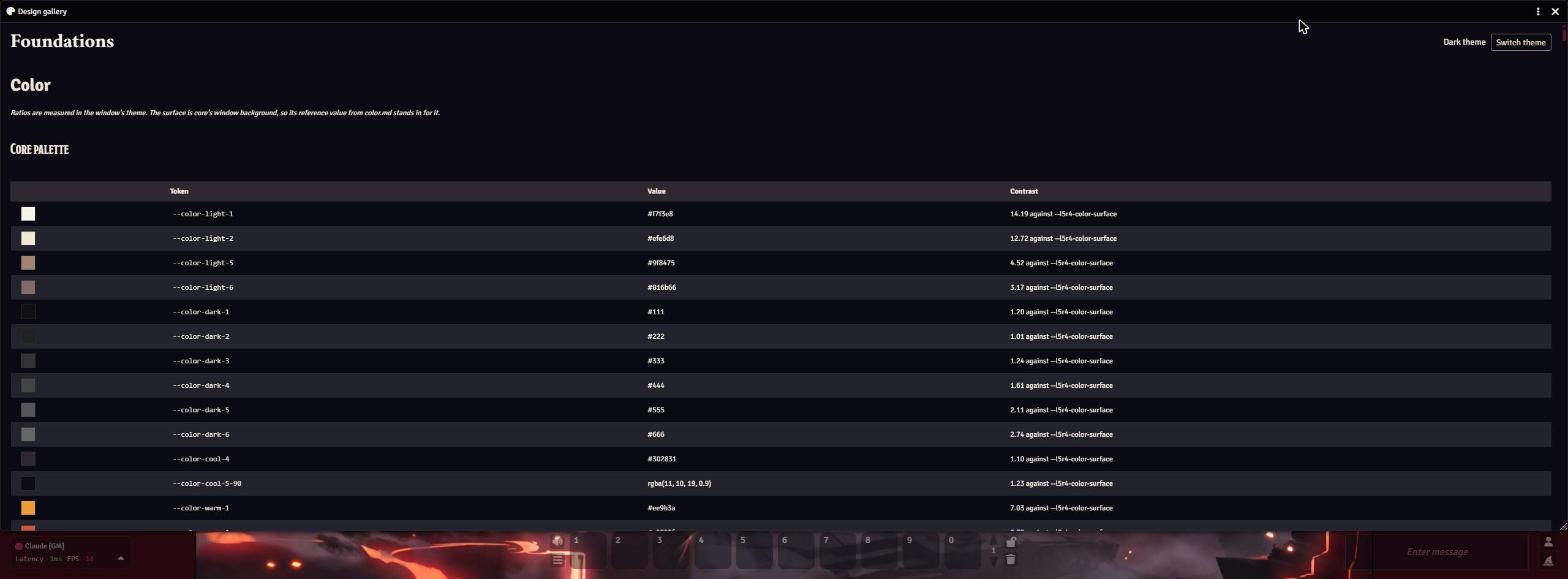 Design gallery
Foundations
Dark theme Switch theme
Color
Ratios are measured in the window's theme. The surface is core's window background, so its reference value from color.md stands in for it.
Core palette
Token Value Contrast
--color-light-1 #f7f3e8 14.19 against --l5r4-color-surface
--color-light-2 #efe6d8 12.72 against --l5r4-color-surface
--color-light-5 #9f8475 4.52 against --l5r4-color-surface
--color-light-6 #816b66 3.17 against --l5r4-color-surface
--color-dark-1 #111 1.20 against --l5r4-color-surface
--color-dark-2 #222 1.01 against --l5r4-color-surface
--color-dark-3 #333 1.24 against --l5r4-color-surface
--color-dark-4 #444 1.61 against --l5r4-color-surface
--color-dark-5 #555 2.11 against --l5r4-color-surface
--color-dark-6 #666 2.74 against --l5r4-color-surface
--color-cool-4 #302831 1.10 against --l5r4-color-surface
--color-cool-5-90 rgba(11, 10, 19, 0.9) 1.23 against --l5r4-color-surface
--color-warm-1 #ee9b3a 7.03 against --l5r4-color-surface
Claude [GM]
Latency 3ms FPS
1 2 3 4 5 6 7 8 9 0
1
Enter message